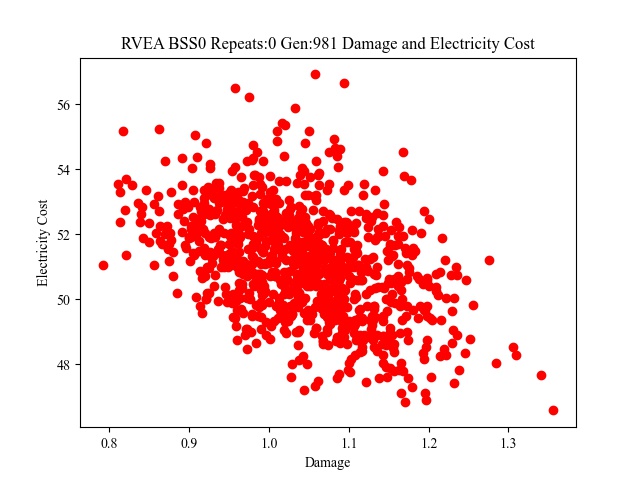 RVEA BSS0 Repeats:0 Gen:981 Damage and Electricity Cost
56
54
52
50
48
Electricity Cost
0.8 0.9 1.0 1.1 1.2 1.3
Damage